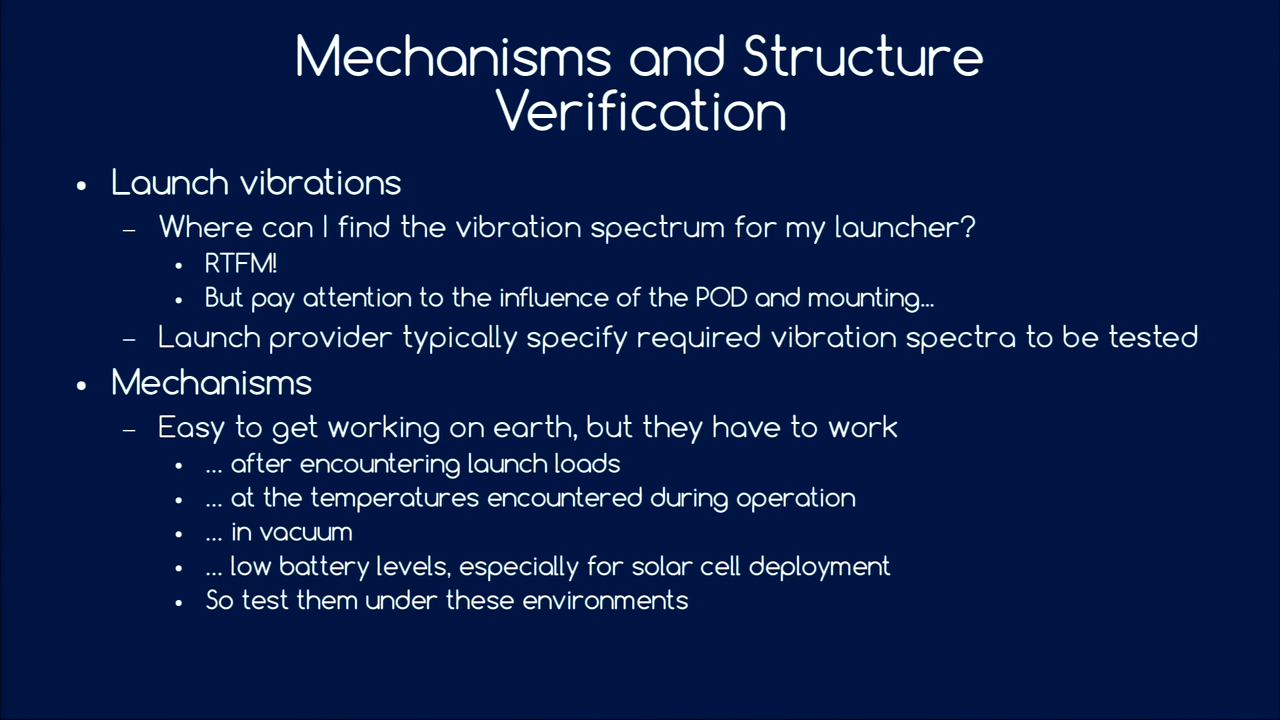 Mechanisms and Structure
Verification
• Launch vibrations
– Where can I find the vibration spectrum for my launcher?
• RTFM!
• But pay attention to the influence of the POD and mounting...
– Launch provider typically specify required vibration spectra to be tested
• Mechanisms
– Easy to get working on earth, but they have to work
• ... after encountering launch loads
• ... at the temperatures encountered during operation
• ... in vacuum
• ... low battery levels, especially for solar cell deployment
• So test them under these environments